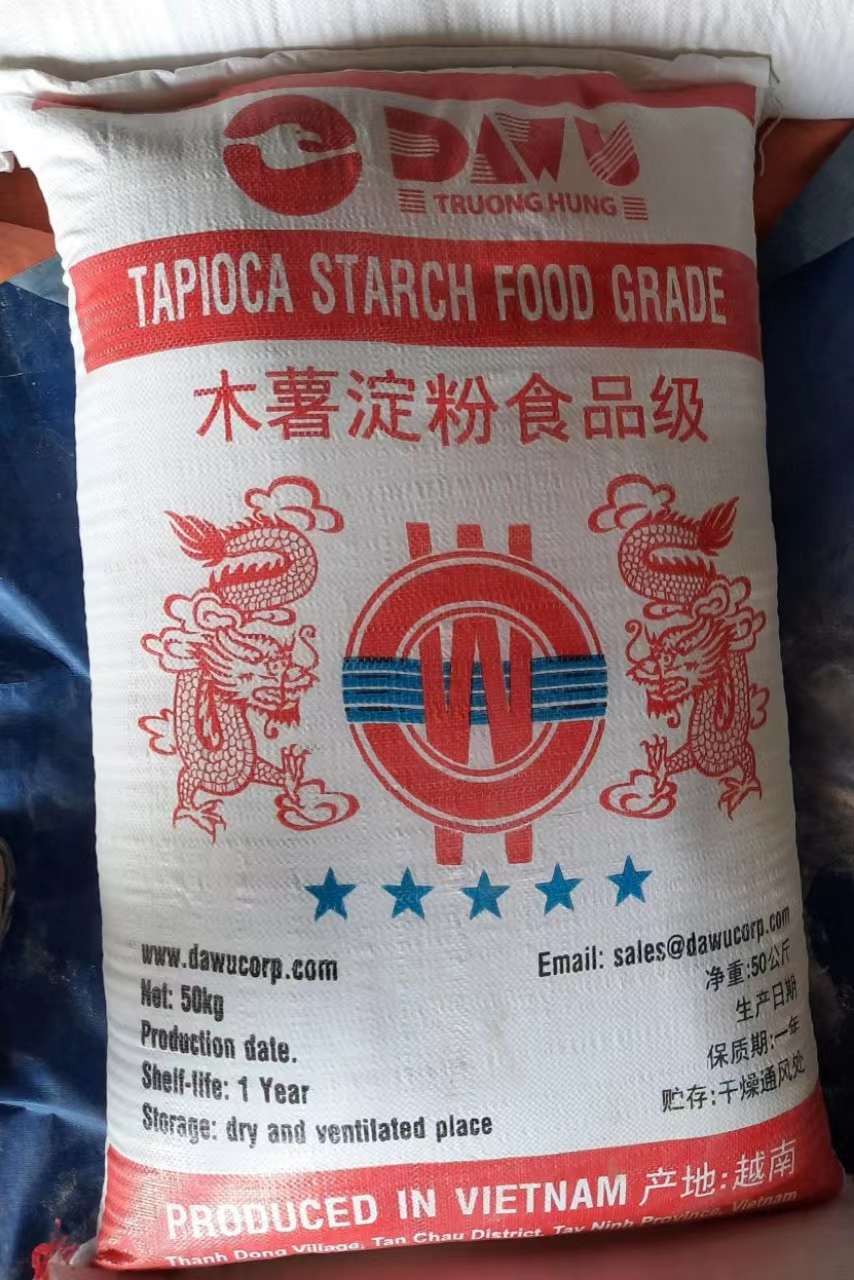 DAWU
TRUONG HUNG
TAPIOCA STARCH FOOD GRADE
木薯淀粉食品级
www.dawucorp.com
Net: 50kg
Production date.
Shelf-life: 1 Year
Storage: dry and ventilated place
Email: sales@dawucorp.com
净重:50公斤
生产日期
保质期:一年
贮存:干燥通风处
PRODUCED IN VIETNAM 产地:越南
Thanh Dong Village, Tan Chau District, Tay Ninh Province, Vietnam